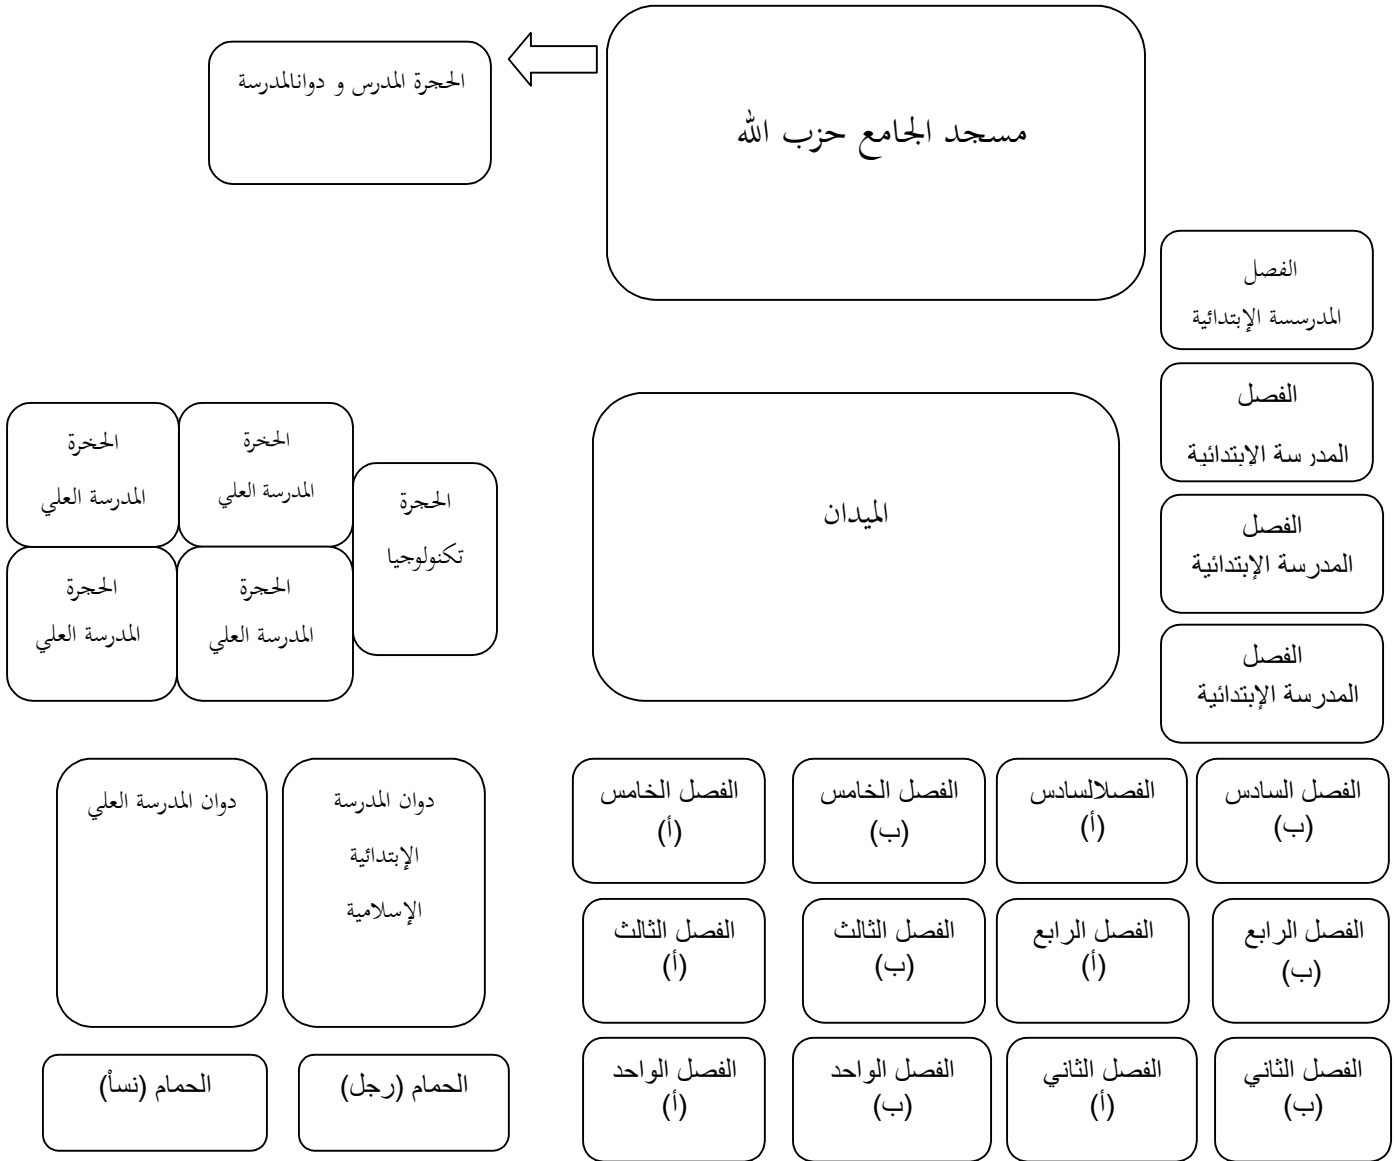 مسجد الجامع حزب الله
الحجرة المدرس و دوانالمدرسة
الفصل
المدرسسة الإبتدائية
الفصل
المدرسة الإبتدائية
الفصل
المدرسة الإبتدائية
الفصل
المدرسة الإبتدائية
الميدان
الحجرة
تكنولوجيا
الحخرة
المدرسة العلي
الحخرة
المدرسة العلي
الحجرة
المدرسة العلي
الحجرة
المدرسة العلي
الفصل السادس
(ب)
الفصلالسادس
(أ)
الفصل الخامس
(ب)
الفصل الخامس
(أ)
دوان المدرسة
الإبتدائية
الإسلامية
دوان المدرسة العلي
الفصل الرابع
(ب)
الفصل الرابع
(أ)
الفصل الثالث
(ب)
الفصل الثالث
(أ)
الفصل الثاني
(ب)
الفصل الثاني
(أ)
الفصل الواحد
(ب)
الفصل الواحد
(أ)
الحمام (رجل)
الحمام (نسأ)